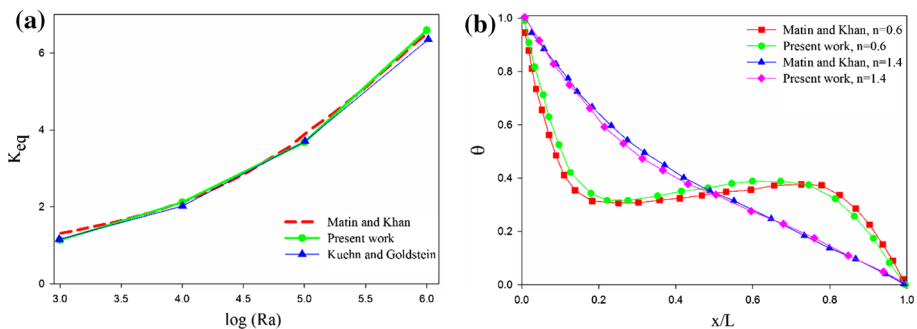 (a)
6
4
2
0
K_eq
3.0 3.5 4.0 4.5 5.0 5.5 6.0
log (Ra)
Matin and Khan
Present work
Kuehn and Goldstein
(b)
1.0
0.8
0.6
0.4
0.2
0.0
θ
0.0 0.2 0.4 0.6 0.8 1.0
x/L
Matin and Khan, n=0.6
Present work, n=0.6
Matin and Khan, n=1.4
Present work, n=1.4